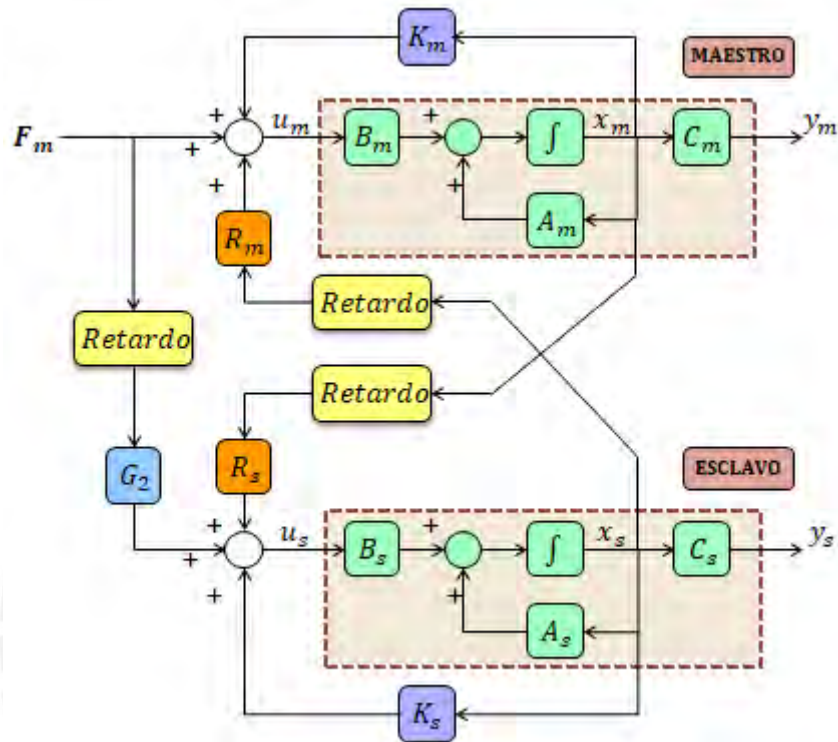 K_m
MAESTRO
F_m
+
+
+
u_m
B_m
+
+
∫
x_m
C_m
y_m
A_m
R_m
Retardo
Retardo
Retardo
G_2
R_s
ESCLAVO
+
+
+
u_s
B_s
+
+
∫
x_s
C_s
y_s
A_s
K_s